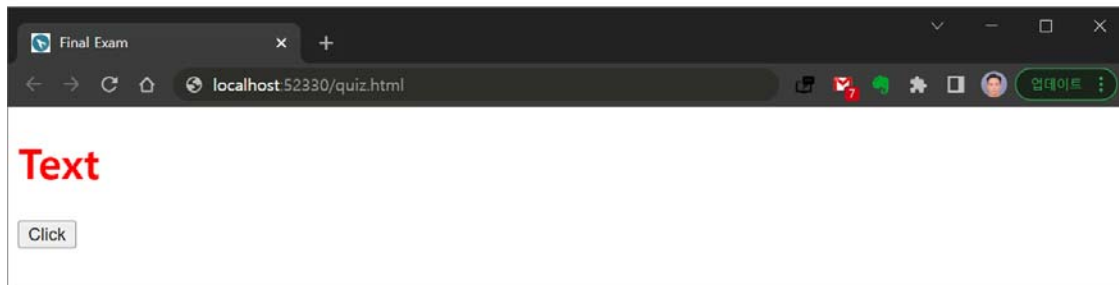 Final Exam
localhost:52330/quiz.html
7
업데이트
Text
Click